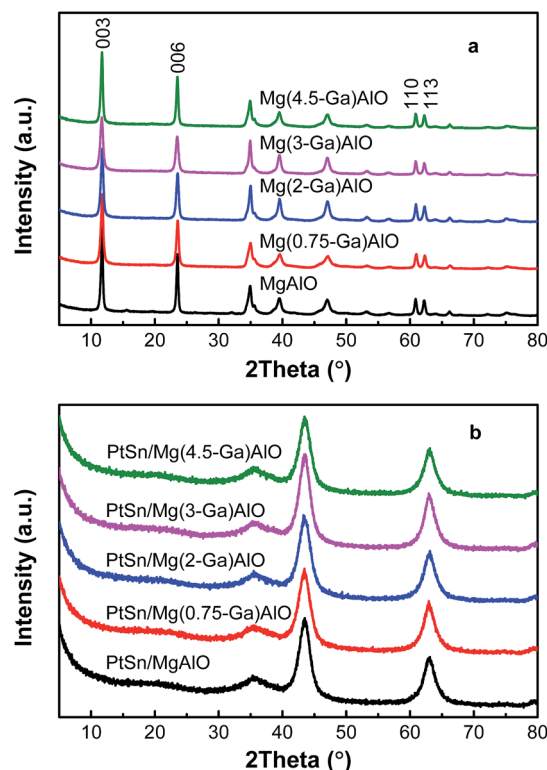 a
003
006
110
113
Mg(4.5-Ga)AlO
Mg(3-Ga)AlO
Mg(2-Ga)AlO
Mg(0.75-Ga)AlO
MgAlO
Intensity (a.u.)
10 20 30 40 50 60 70 80
2Theta (°)
b
PtSn/Mg(4.5-Ga)AlO
PtSn/Mg(3-Ga)AlO
PtSn/Mg(2-Ga)AlO
PtSn/Mg(0.75-Ga)AlO
PtSn/MgAlO
Intensity (a.u.)
10 20 30 40 50 60 70 80
2Theta (°)